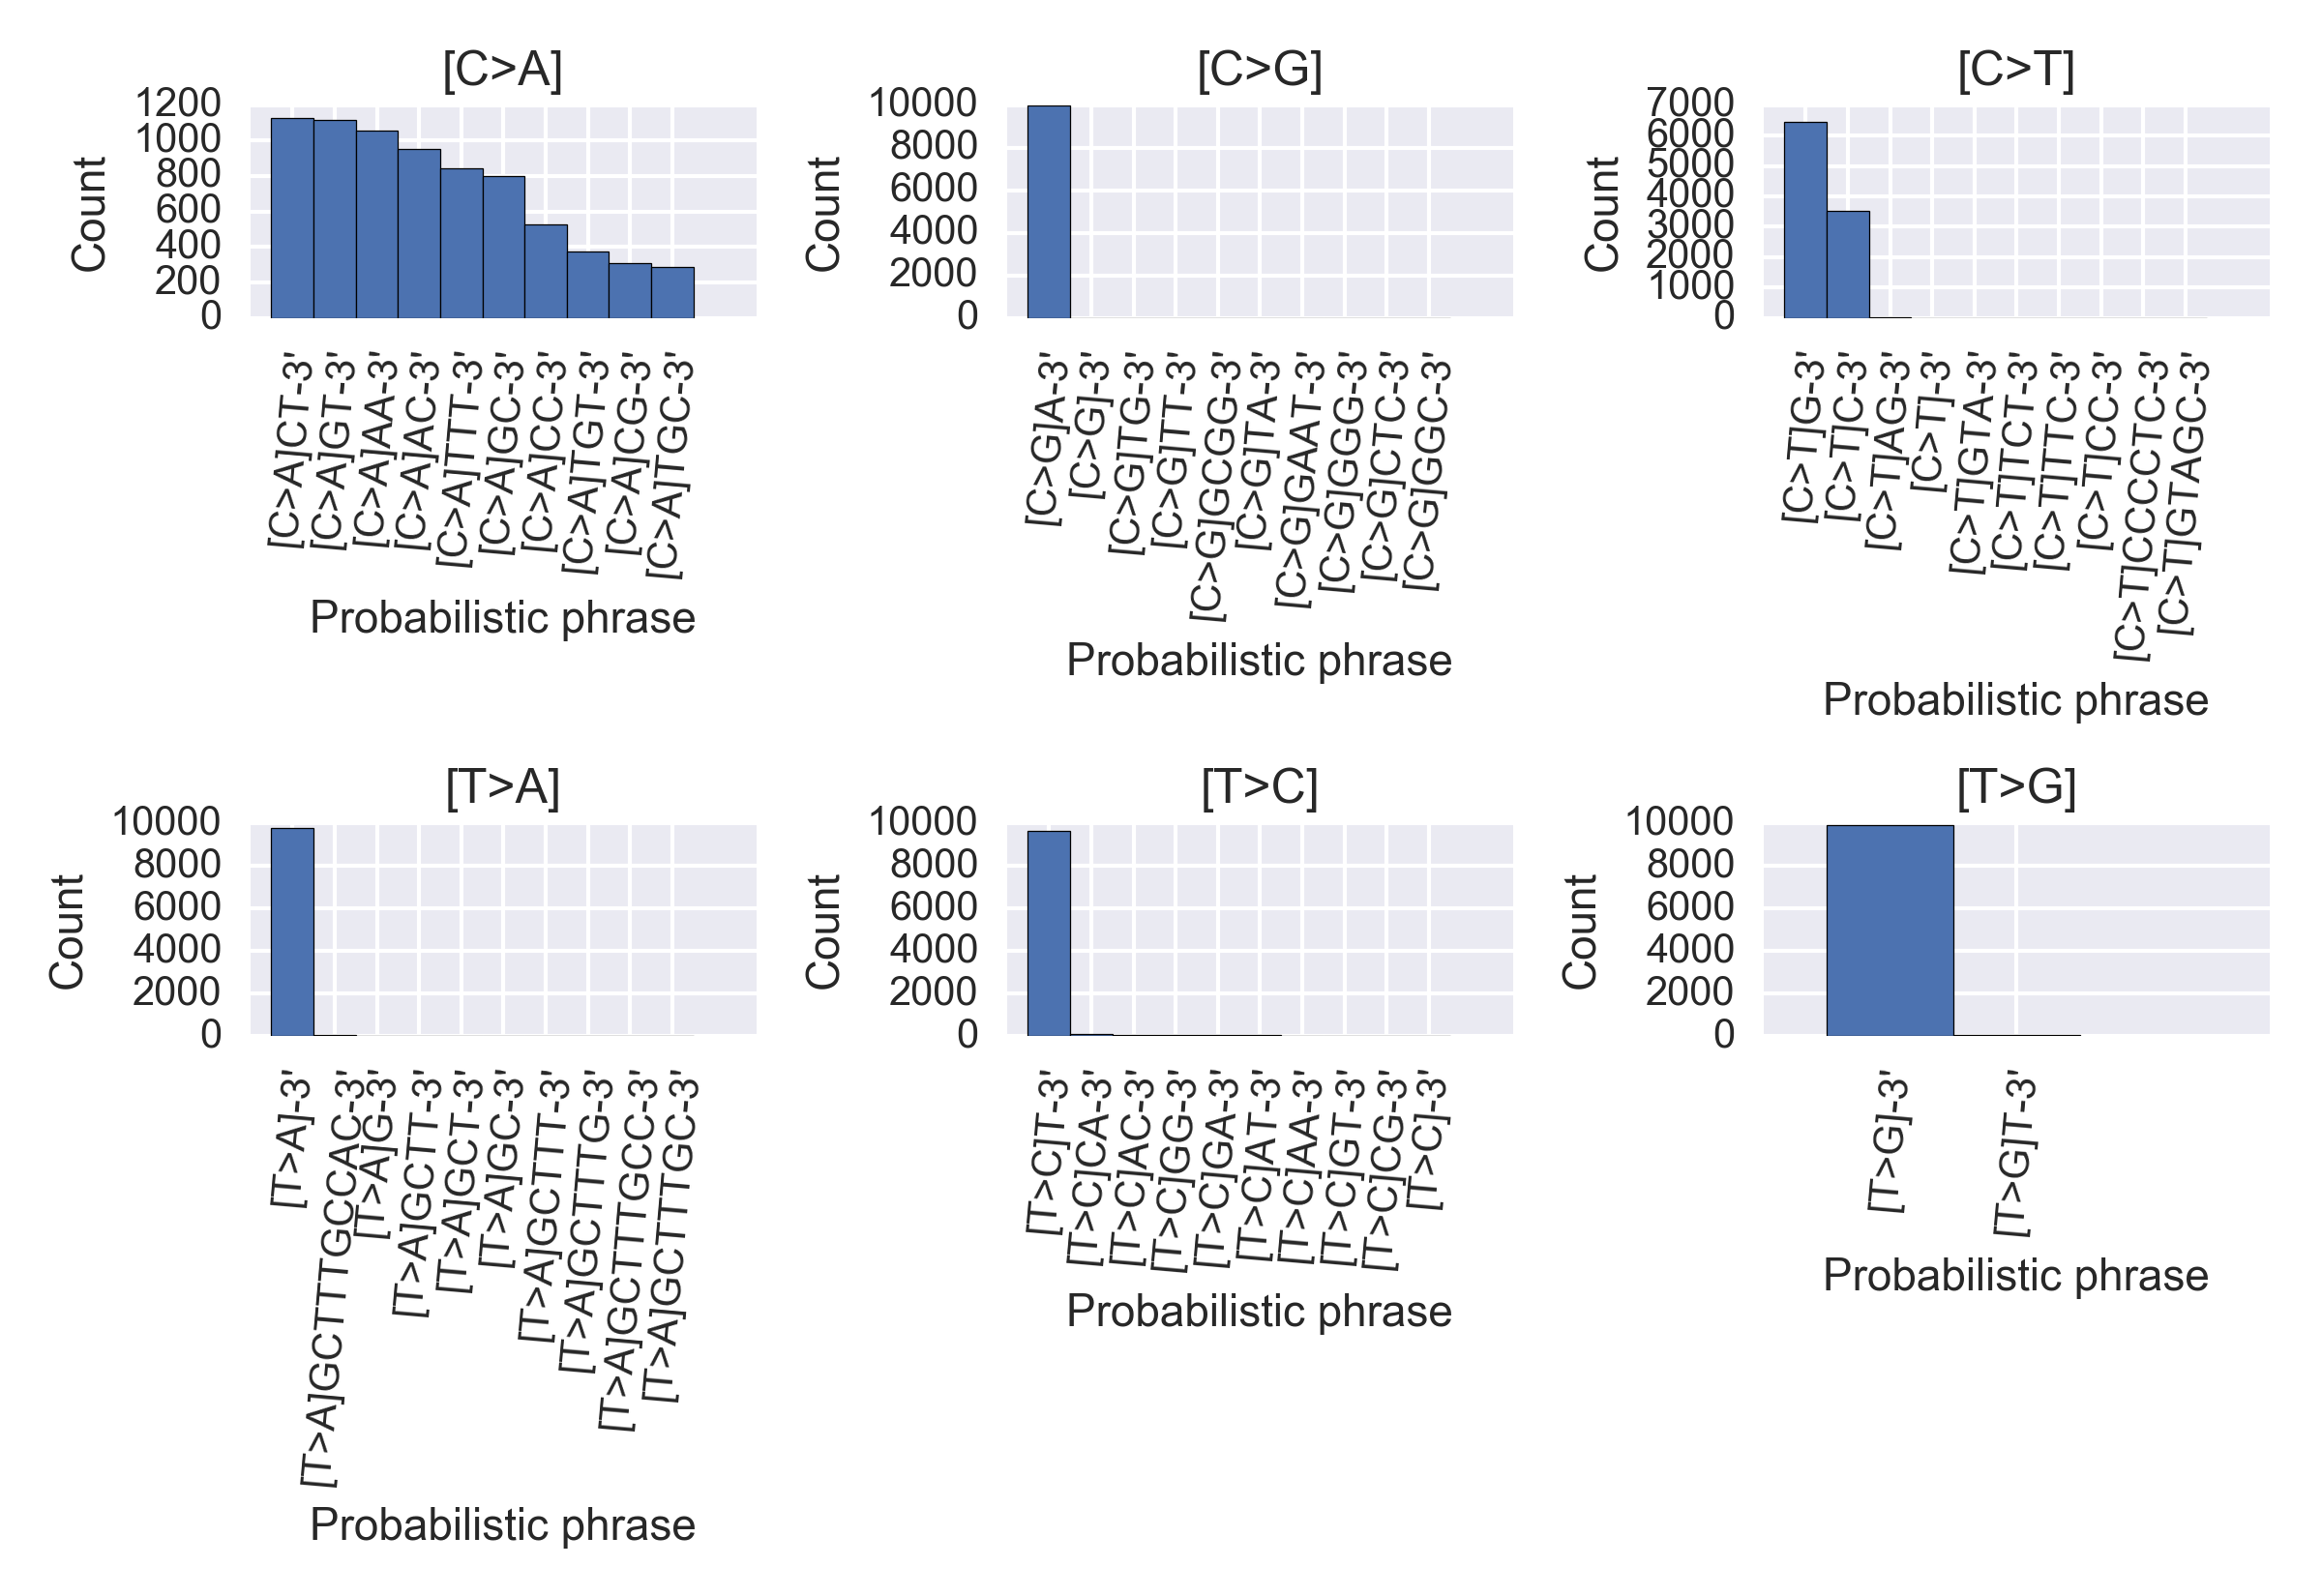 [C>A]
1200
1000
800
600
400
200
0
Count
[C>A]CT-3'
[C>A]GT-3'
[C>A]AA-3'
[C>A]AC-3'
[C>A]TTT-3'
[C>A]GC-3'
[C>A]CC-3'
[C>A]TGT-3'
[C>A]CG-3'
[C>A]TGC-3'
Probabilistic phrase
[C>G]
10000
8000
6000
4000
2000
0
Count
[C>G]A-3'
[C>G]-3'
[C>G]TG-3'
[C>G]TT-3'
[C>G]GCGG-3'
[C>G]TA-3'
[C>G]GAAT-3'
[C>G]GGG-3'
[C>G]CTC-3'
[C>G]GGC-3'
Probabilistic phrase
[C>T]
7000
6000
5000
4000
3000
2000
1000
0
Count
[C>T]G-3'
[C>T]C-3'
[C>T]AG-3'
[C>T]-3'
[C>T]GTA-3'
[C>T]TCT-3'
[C>T]TTC-3'
[C>T]CC-3'
[C>T]CCCCTC-3'
[C>T]GTAGC-3'
Probabilistic phrase
[T>A]
10000
8000
6000
4000
2000
0
Count
[T>A]-3'
[T>A]GCTTTGCCAC-3'
[T>A]G-3'
[T>A]GCTT-3'
[T>A]GCT-3'
[T>A]GC-3'
[T>A]GCTTT-3'
[T>A]GCTTTG-3'
[T>A]GCTTTGCC-3'
[T>A]GCTTTGC-3'
Probabilistic phrase
[T>C]
10000
8000
6000
4000
2000
0
Count
[T>C]T-3'
[T>C]CA-3'
[T>C]AC-3'
[T>C]GG-3'
[T>C]GA-3'
[T>C]AT-3'
[T>C]AA-3'
[T>C]GT-3'
[T>C]CG-3'
[T>C]-3'
Probabilistic phrase
[T>G]
10000
8000
6000
4000
2000
0
Count
[T>G]-3'
[T>G]T-3'
Probabilistic phrase